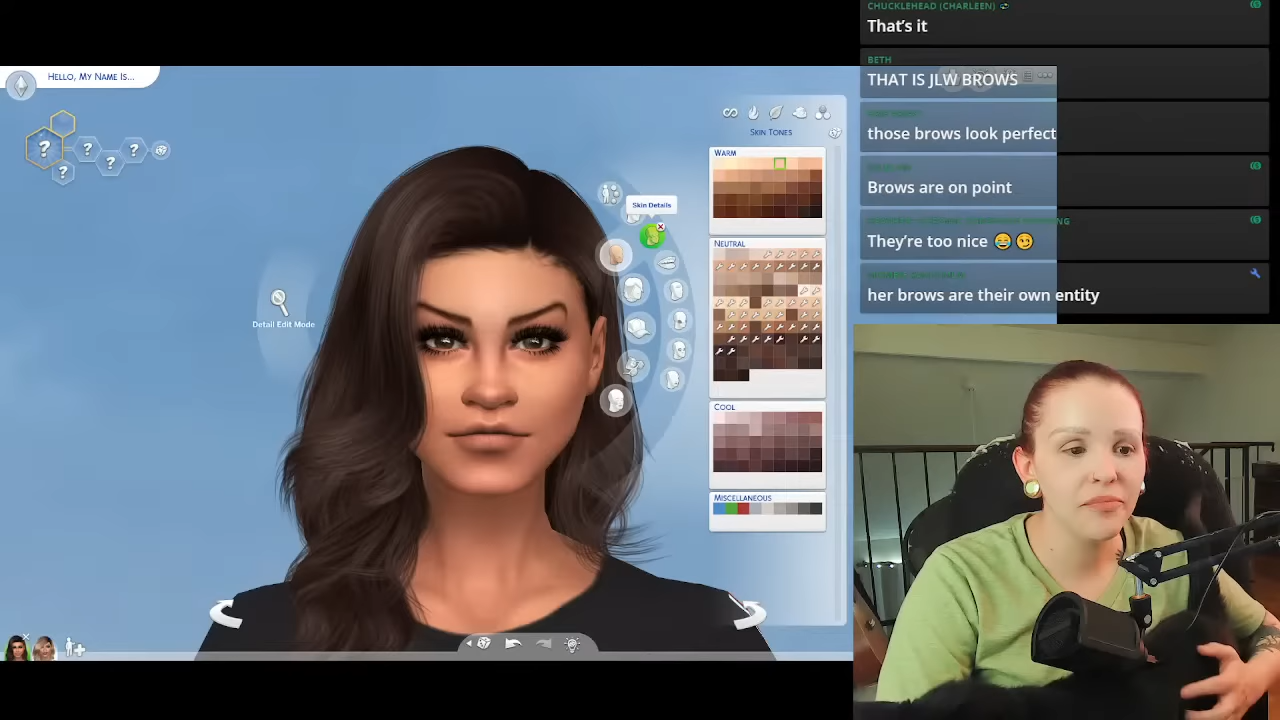 HELLO, MY NAME IS...
Detail Edit Mode
Skin Details
SKIN TONES
WARM
NEUTRAL
COOL
MISCELLANEOUS
CHUCKLEHEAD (CHARLEEN)
That's it
BETH
THAT IS JLW BROWS
those brows look perfect
Brows are on point
They're too nice 😂 😏
her brows are their own entity